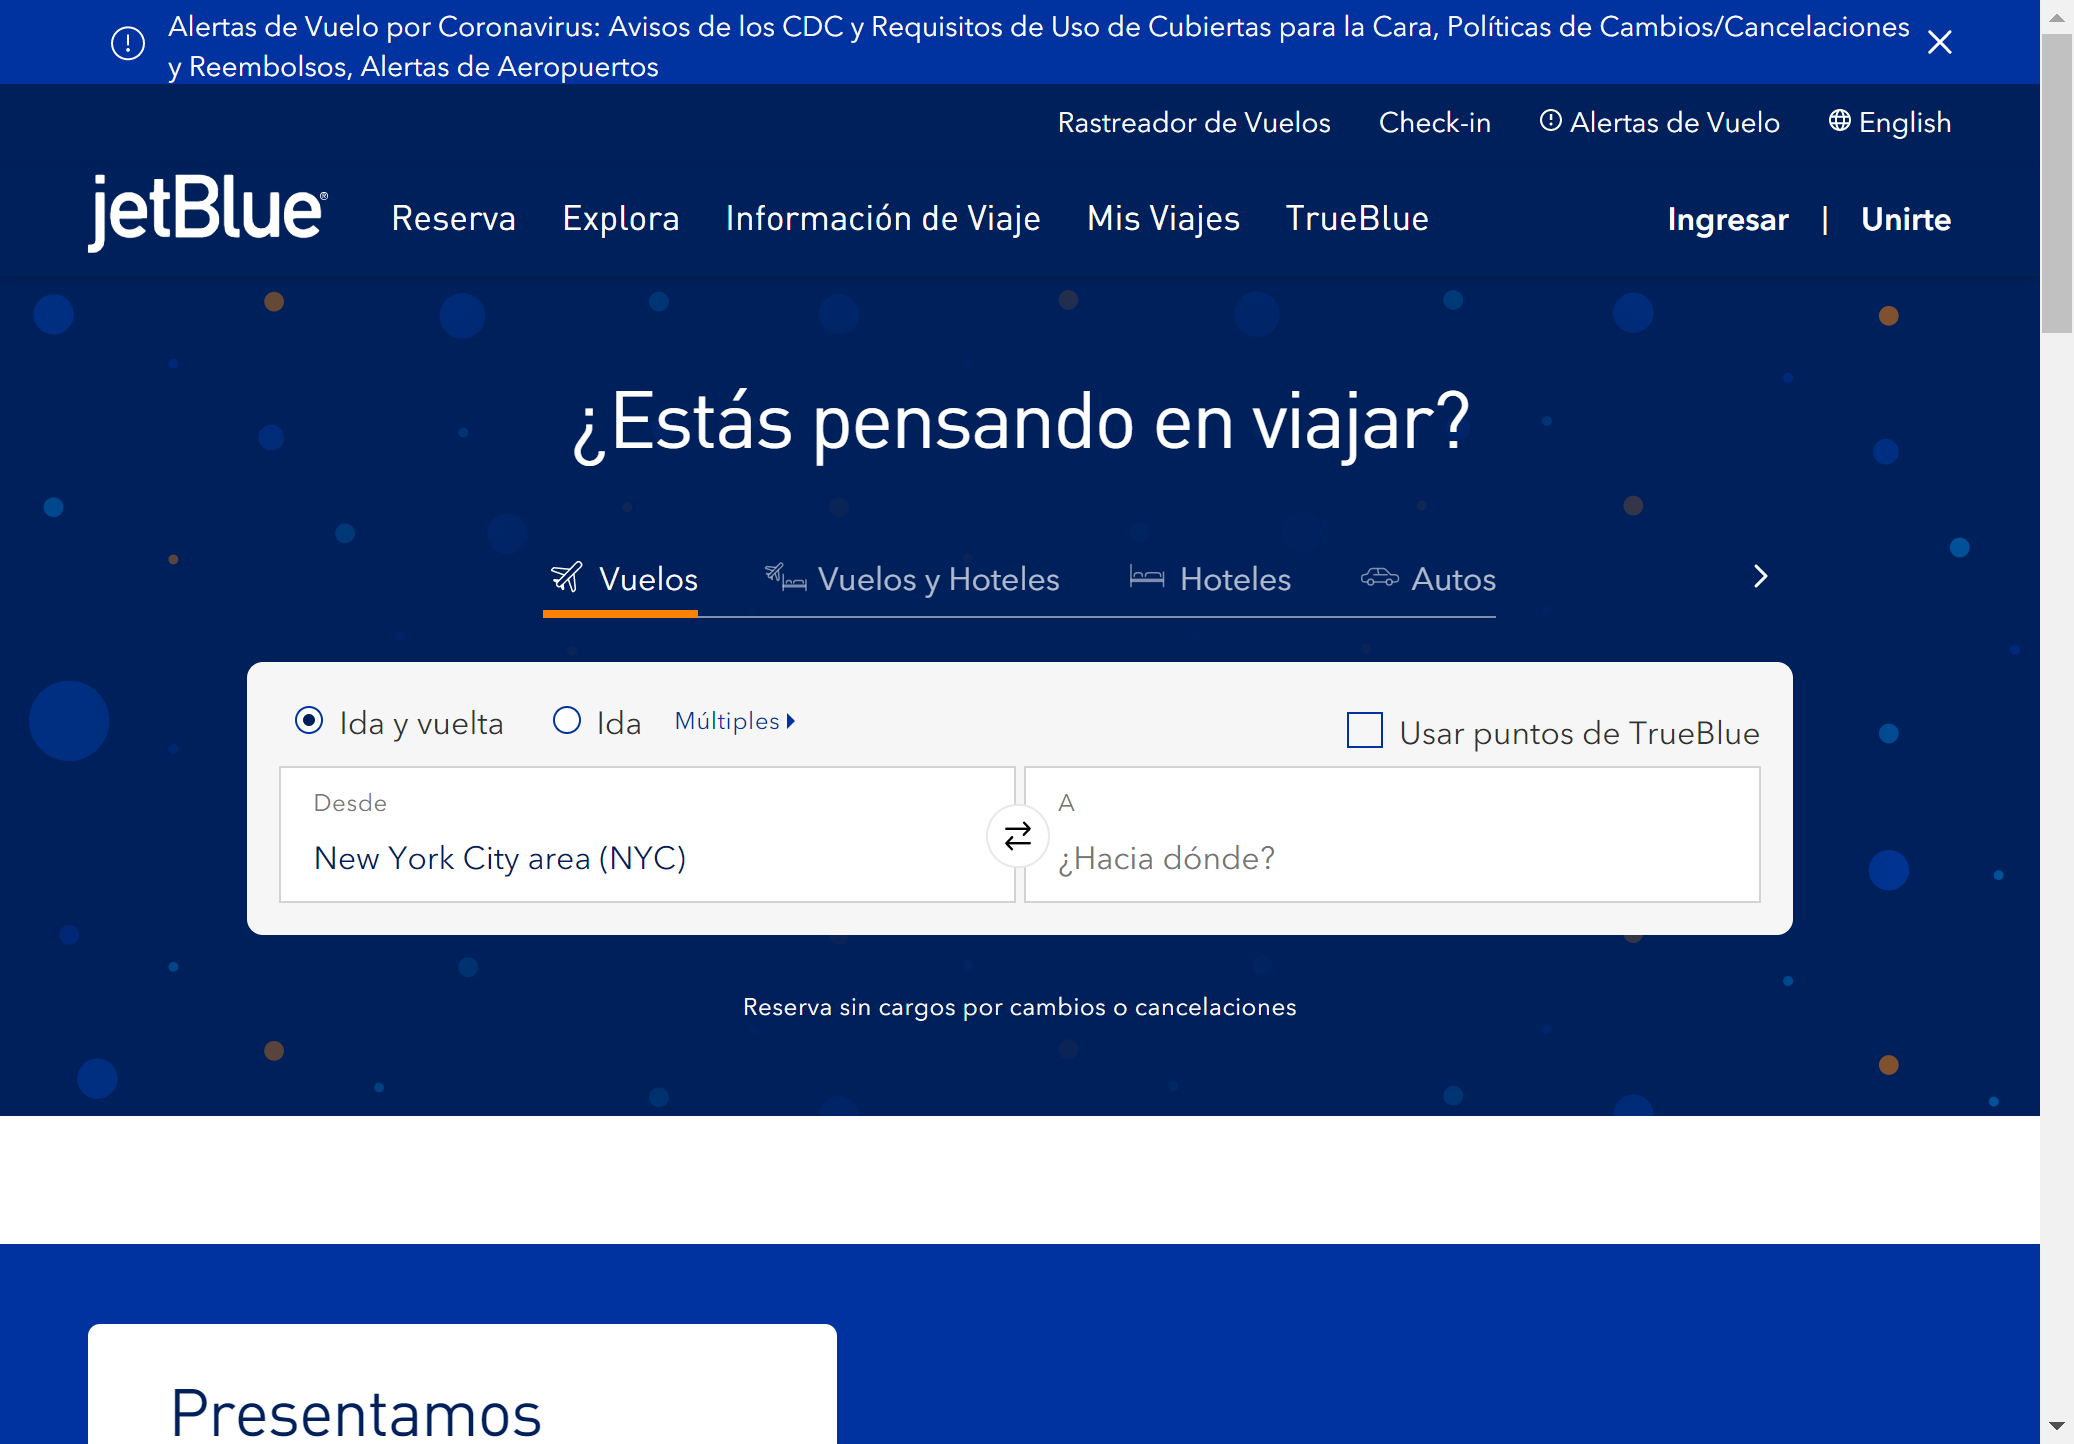 Alertas de Vuelo por Coronavirus: Avisos de los CDC y Requisitos de Uso de Cubiertas para la Cara, Políticas de Cambios/Cancelaciones
y Reembolsos, Alertas de Aeropuertos
Rastreador de Vuelos Check-in Alertas de Vuelo English
jetBlue® Reserva Explora Información de Viaje Mis Viajes TrueBlue Ingresar | Unirte
¿Estás pensando en viajar?
Vuelos Vuelos y Hoteles Hoteles Autos
Ida y vuelta Ida Múltiples Usar puntos de TrueBlue
Desde A
New York City area (NYC) ¿Hacia dónde?
Reserva sin cargos por cambios o cancelaciones
Presentamos